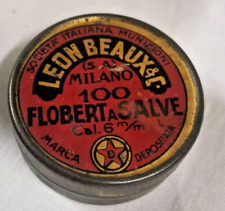 SOCIETÀ ITALIANA MUNIZIONI
LEON BEAUX & C.
(S.A.)
MILANO
100
FLOBERT A SALVE
Cal. 6 m/m
MARCA DEPOSITATA
B